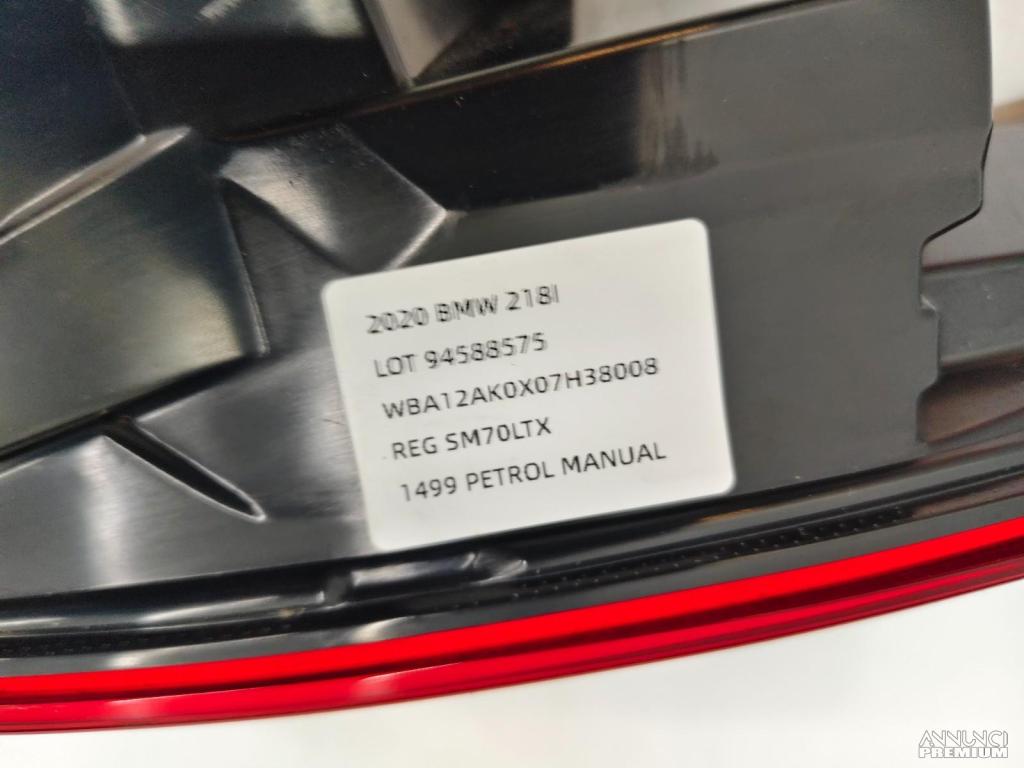 2020 BMW 218I
LOT 94588575
WBA12AK0X07H38008
REG SM70LTX
1499 PETROL MANUAL
ANNUNCI
PREMIUM